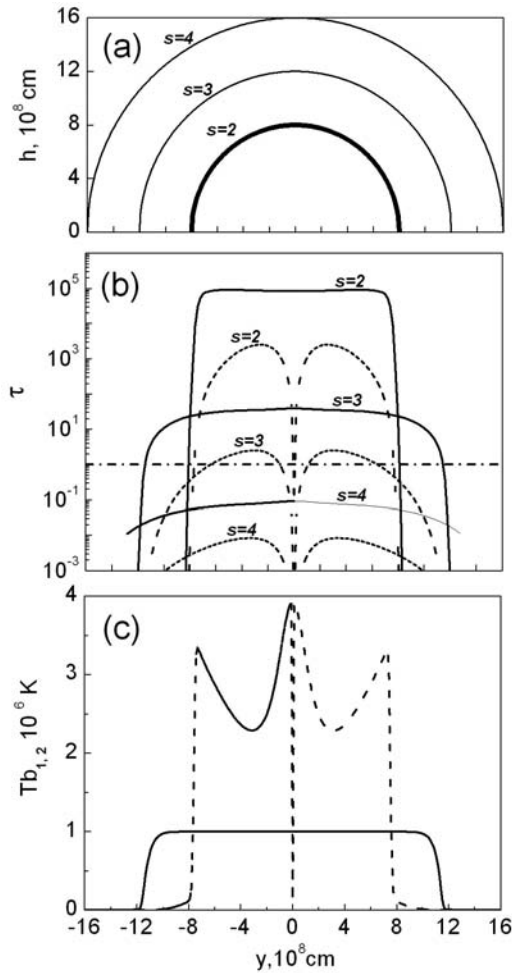 (a)
s=4
s=3
s=2
h, 10⁸ cm
16
12
8
4
0
(b)
s=2
s=2
s=3
s=3
s=4
s=4
τ
10⁵
10³
10¹
10⁻¹
10⁻³
(c)
Tb₁,₂ 10⁶ K
4
3
2
1
0
-16 -12 -8 -4 0 4 8 12 16
y, 10⁸cm